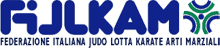 FIJLKAM
FEDERAZIONE ITALIANA JUDO LOTTA KARATE ARTI MARZIALI